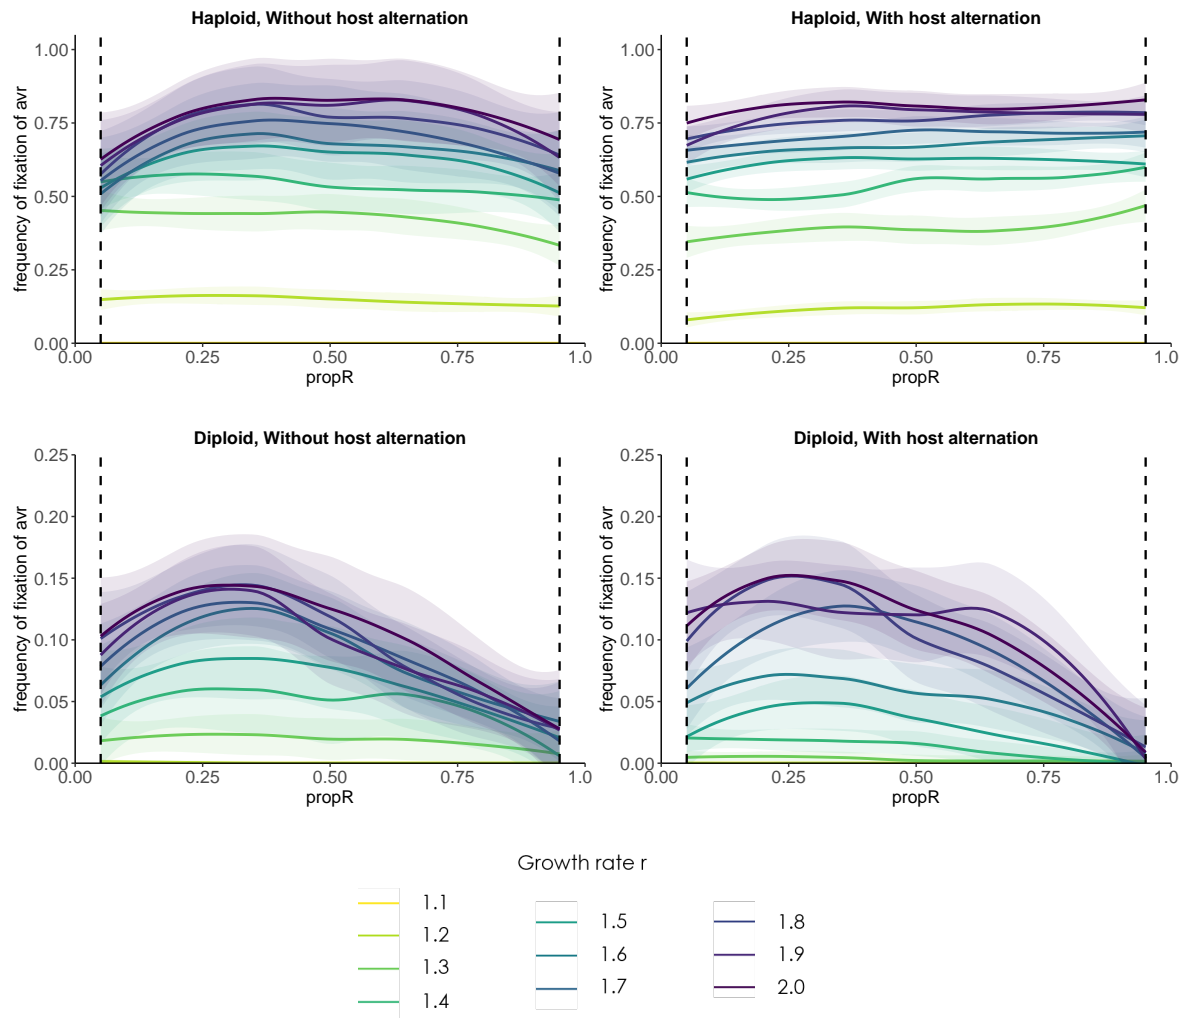 Haploid, Without host alternation
frequency of fixation of avr
1.00
0.75
0.50
0.25
0.00
0.00 0.25 0.50 0.75 1.0
propR
Haploid, With host alternation
frequency of fixation of avr
1.00
0.75
0.50
0.25
0.00
0.00 0.25 0.50 0.75 1.0
propR
Diploid, Without host alternation
frequency of fixation of avr
0.25
0.20
0.15
0.10
0.05
0.00
0.00 0.25 0.50 0.75 1.0
propR
Diploid, With host alternation
frequency of fixation of avr
0.25
0.20
0.15
0.10
0.05
0.00
0.00 0.25 0.50 0.75 1.0
propR
Growth rate r
1.1
1.2
1.3
1.4
1.5
1.6
1.7
1.8
1.9
2.0